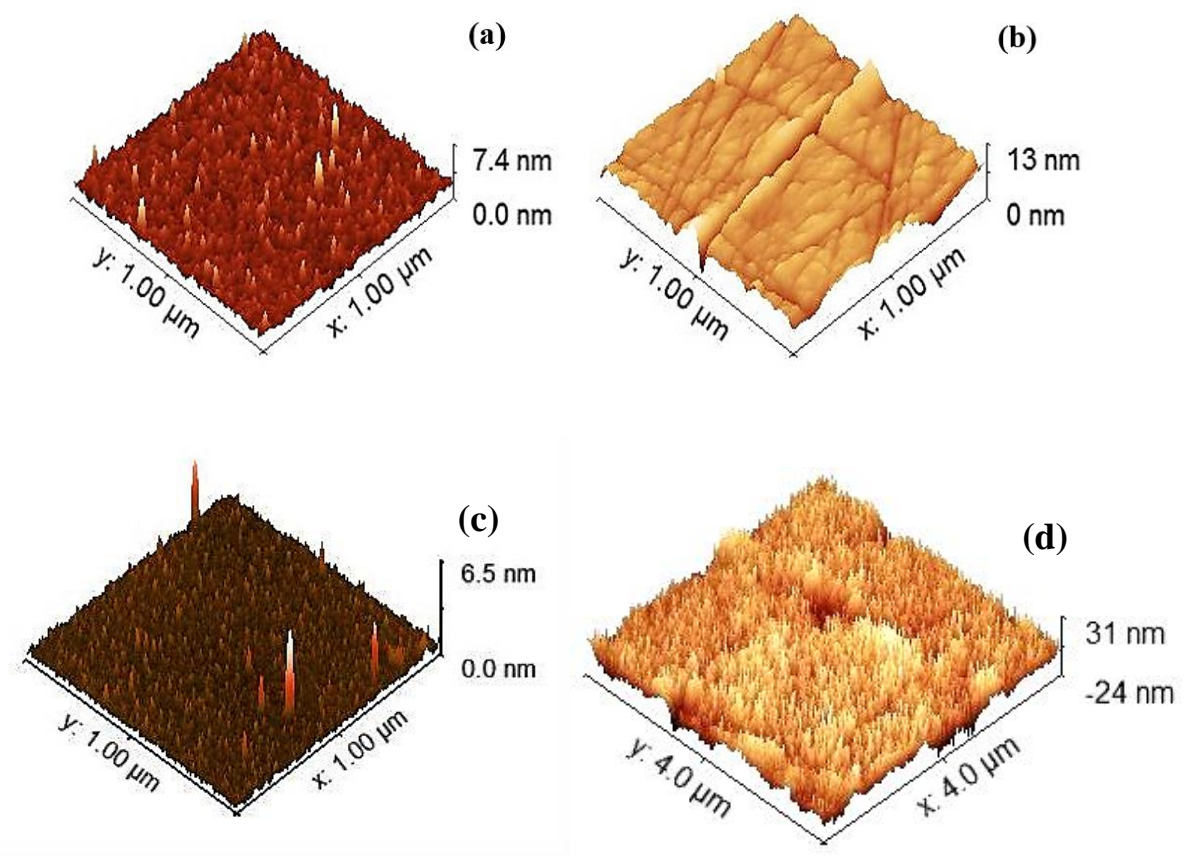 (a)
7.4 nm
0.0 nm
y: 1.00 µm
x: 1.00 µm
(b)
13 nm
0 nm
y: 1.00 µm
x: 1.00 µm
(c)
6.5 nm
0.0 nm
y: 1.00 µm
x: 1.00 µm
(d)
31 nm
-24 nm
y: 4.0 µm
x: 4.0 µm